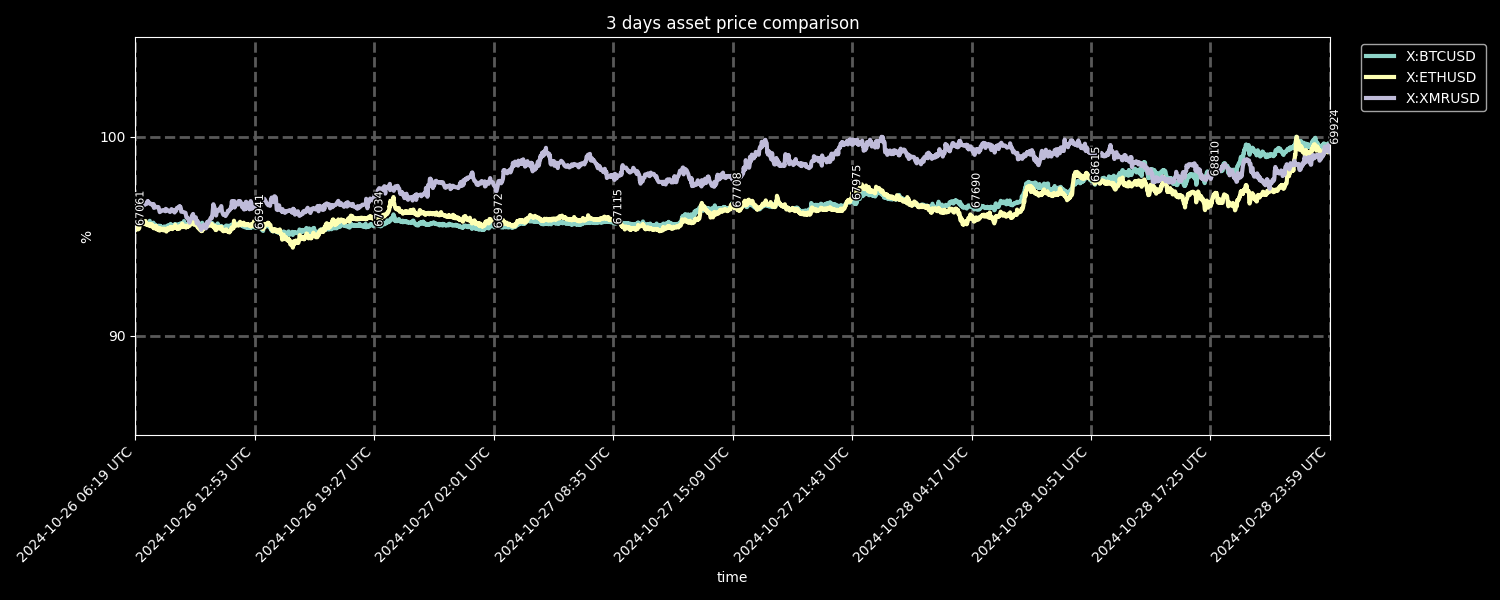 3 days asset price comparison
X:BTCUSD
X:ETHUSD
X:XMRUSD
100
90
%
67061
66941
67034
66972
67115
67708
67975
67690
68615
68810
69924
2024-10-26 06:19 UTC
2024-10-26 12:53 UTC
2024-10-26 19:27 UTC
2024-10-27 02:01 UTC
2024-10-27 08:35 UTC
2024-10-27 15:09 UTC
2024-10-27 21:43 UTC
2024-10-28 04:17 UTC
2024-10-28 10:51 UTC
2024-10-28 17:25 UTC
2024-10-28 23:59 UTC
time